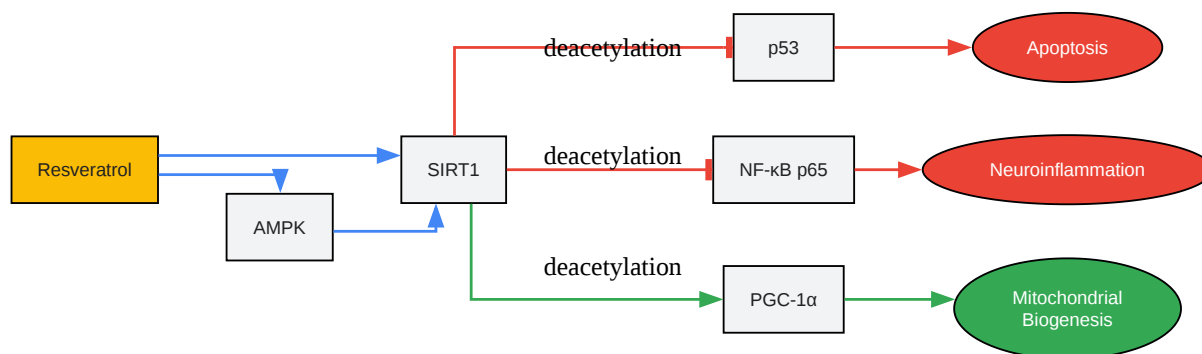 deacetylation
p53
Apoptosis
Resveratrol
SIRT1
deacetylation
NF-κB p65
Neuroinflammation
AMPK
deacetylation
PGC-1α
Mitochondrial
Biogenesis